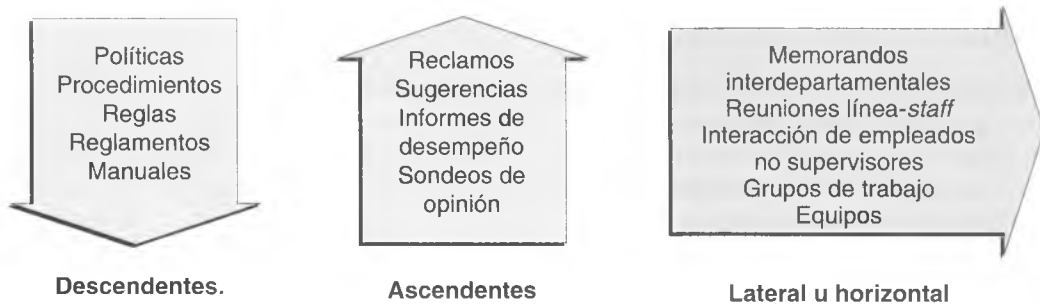 Políticas
Procedimientos
Reglas
Reglamentos
Manuales
Descendentes.
Reclamos
Sugerencias
Informes de
desempeño
Sondeos de
opinión
Ascendentes
Memorandos
interdepartamentales
Reuniones línea-staff
Interacción de empleados
no supervisores
Grupos de trabajo
Equipos
Lateral u horizontal